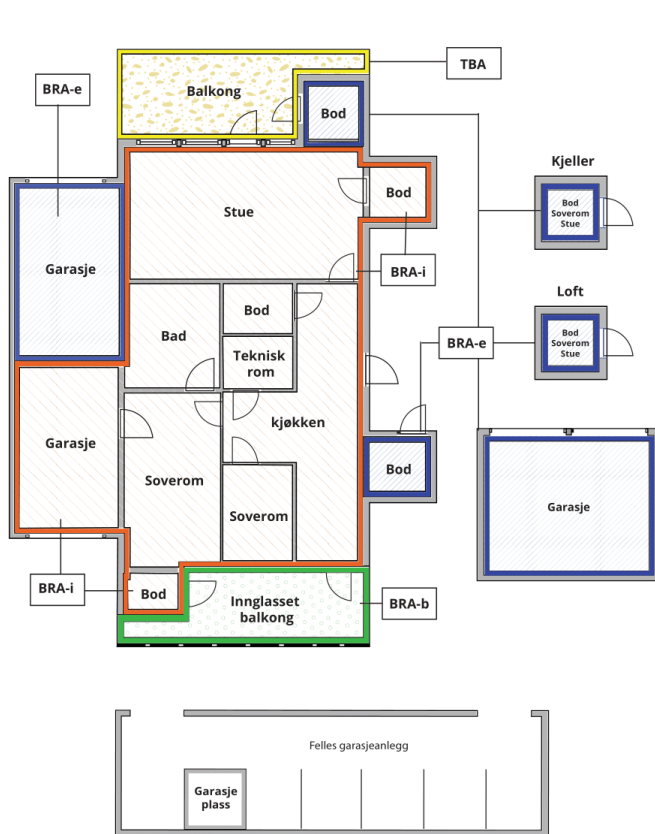 TBA
BRA-e
Balkong
Bod
Kjeller
Bod
Stue
Bod
Soverom
Stue
Garasje
BRA-i
Loft
Bod
Bad
Teknisk
rom
BRA-e
Bod
Soverom
Stue
Garasje
kjøkken
Soverom
Bod
Garasje
Soverom
BRA-i
Bod
Innglasset
balkong
BRA-b
Felles garasjeanlegg
Garasje
plass